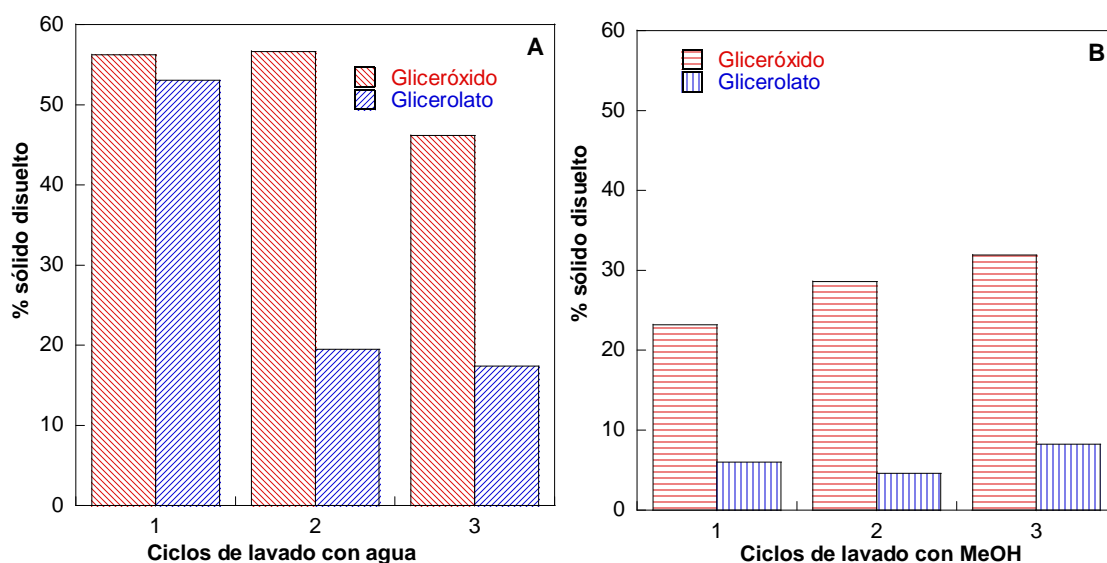 60
50
40
30
20
10
0
% sólido disuelto
A
Gliceróxido
Glicerolato
1 2 3
Ciclos de lavado con agua
60
50
40
30
20
10
0
% sólido disuelto
B
Gliceróxido
Glicerolato
1 2 3
Ciclos de lavado con MeOH